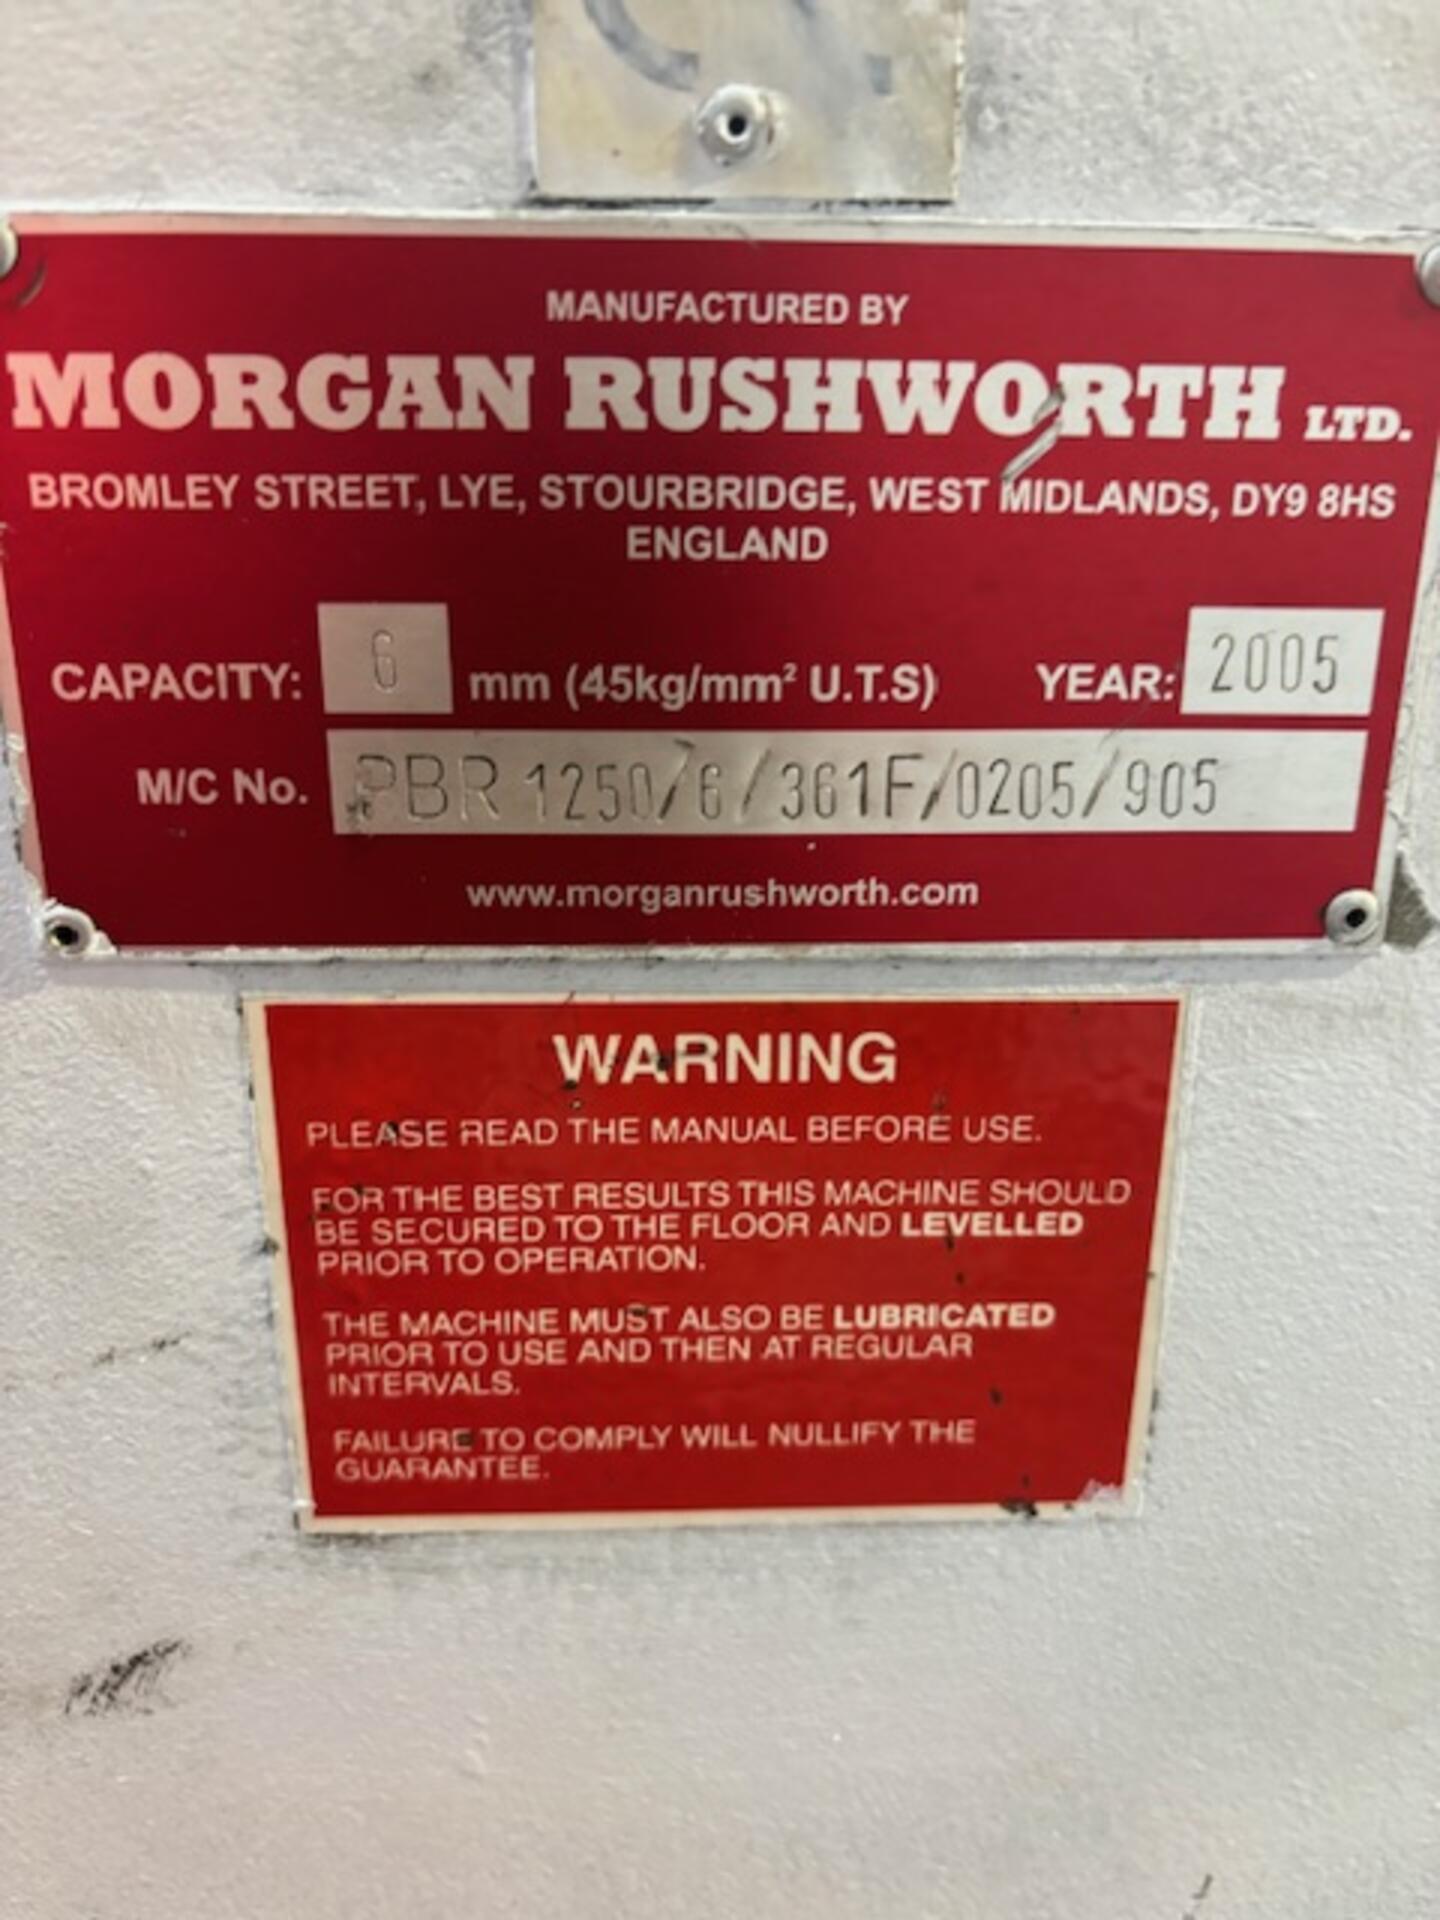 MANUFACTURED BY
MORGAN RUSHWORTH LTD.
BROMLEY STREET, LYE, STOURBRIDGE, WEST MIDLANDS, DY9 8HS
ENGLAND
CAPACITY: 6 mm (45kg/mm² U.T.S) YEAR: 2005
M/C No. PBR 1250/6/361F/0205/905
www.morganrushworth.com
WARNING
PLEASE READ THE MANUAL BEFORE USE.
FOR THE BEST RESULTS THIS MACHINE SHOULD
BE SECURED TO THE FLOOR AND LEVELLED
PRIOR TO OPERATION.
THE MACHINE MUST ALSO BE LUBRICATED
PRIOR TO USE AND THEN AT REGULAR
INTERVALS.
FAILURE TO COMPLY WILL NULLIFY THE
GUARANTEE.